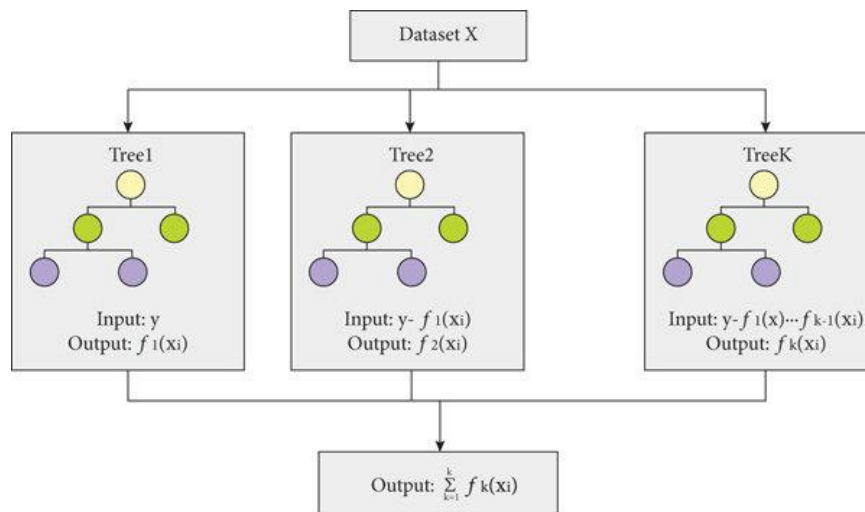 Dataset X
Tree1
Input: y
Output: f 1(xi)
Tree2
Input: y- f 1(xi)
Output: f 2(xi)
TreeK
Input: y- f 1(x)··· f k-1(xi)
Output: f k(xi)
Output: k∑k=1 f k(xi)